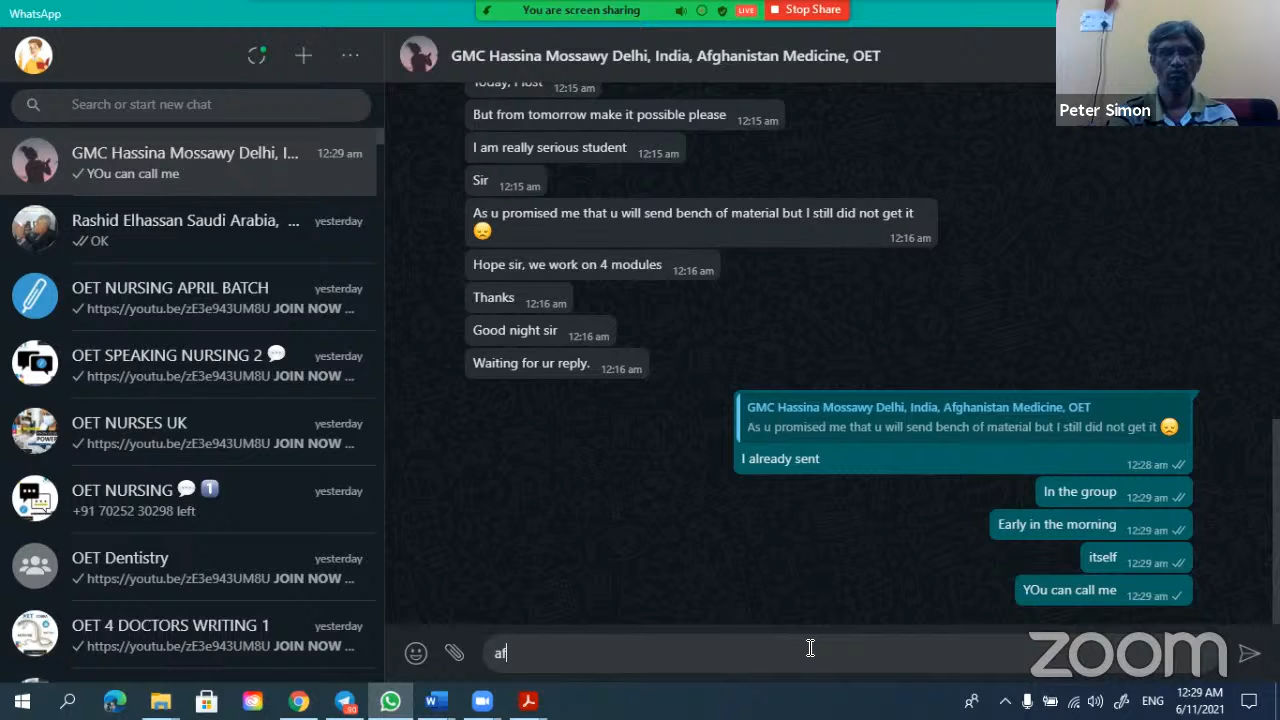 WhatsApp
You are screen sharing
LIVE
Stop Share
GMC Hassina Mossawy Delhi, India, Afghanistan Medicine, OET
Peter Simon
Search or start new chat
GMC Hassina Mossawy Delhi, I... 12:29 am
YOu can call me
Rashid Elhassan Saudi Arabia, ... yesterday
OK
OET NURSING APRIL BATCH yesterday
https://youtu.be/zE3e943UM8U JOIN NOW ...
OET SPEAKING NURSING 2 yesterday
https://youtu.be/zE3e943UM8U JOIN NOW ...
OET NURSES UK yesterday
https://youtu.be/zE3e943UM8U JOIN NOW ...
OET NURSING 1 yesterday
+91 70252 30298 left
OET Dentistry yesterday
https://youtu.be/zE3e943UM8U JOIN NOW ...
OET 4 DOCTORS WRITING 1 yesterday
https://youtu.be/zE3e943UM8U JOIN NOW ...
Today, I lost 12:15 am
But from tomorrow make it possible please 12:15 am
I am really serious student 12:15 am
Sir 12:15 am
As u promised me that u will send bench of material but I still did not get it
😞 12:16 am
Hope sir, we work on 4 modules 12:16 am
Thanks 12:16 am
Good night sir 12:16 am
Waiting for ur reply. 12:16 am
GMC Hassina Mossawy Delhi, India, Afghanistan Medicine, OET
As u promised me that u will send bench of material but I still did not get it 😞
I already sent 12:28 am
In the group 12:29 am
Early in the morning 12:29 am
itself 12:29 am
YOu can call me 12:29 am
af
zoom
90
ENG
12:29 AM
6/11/2021